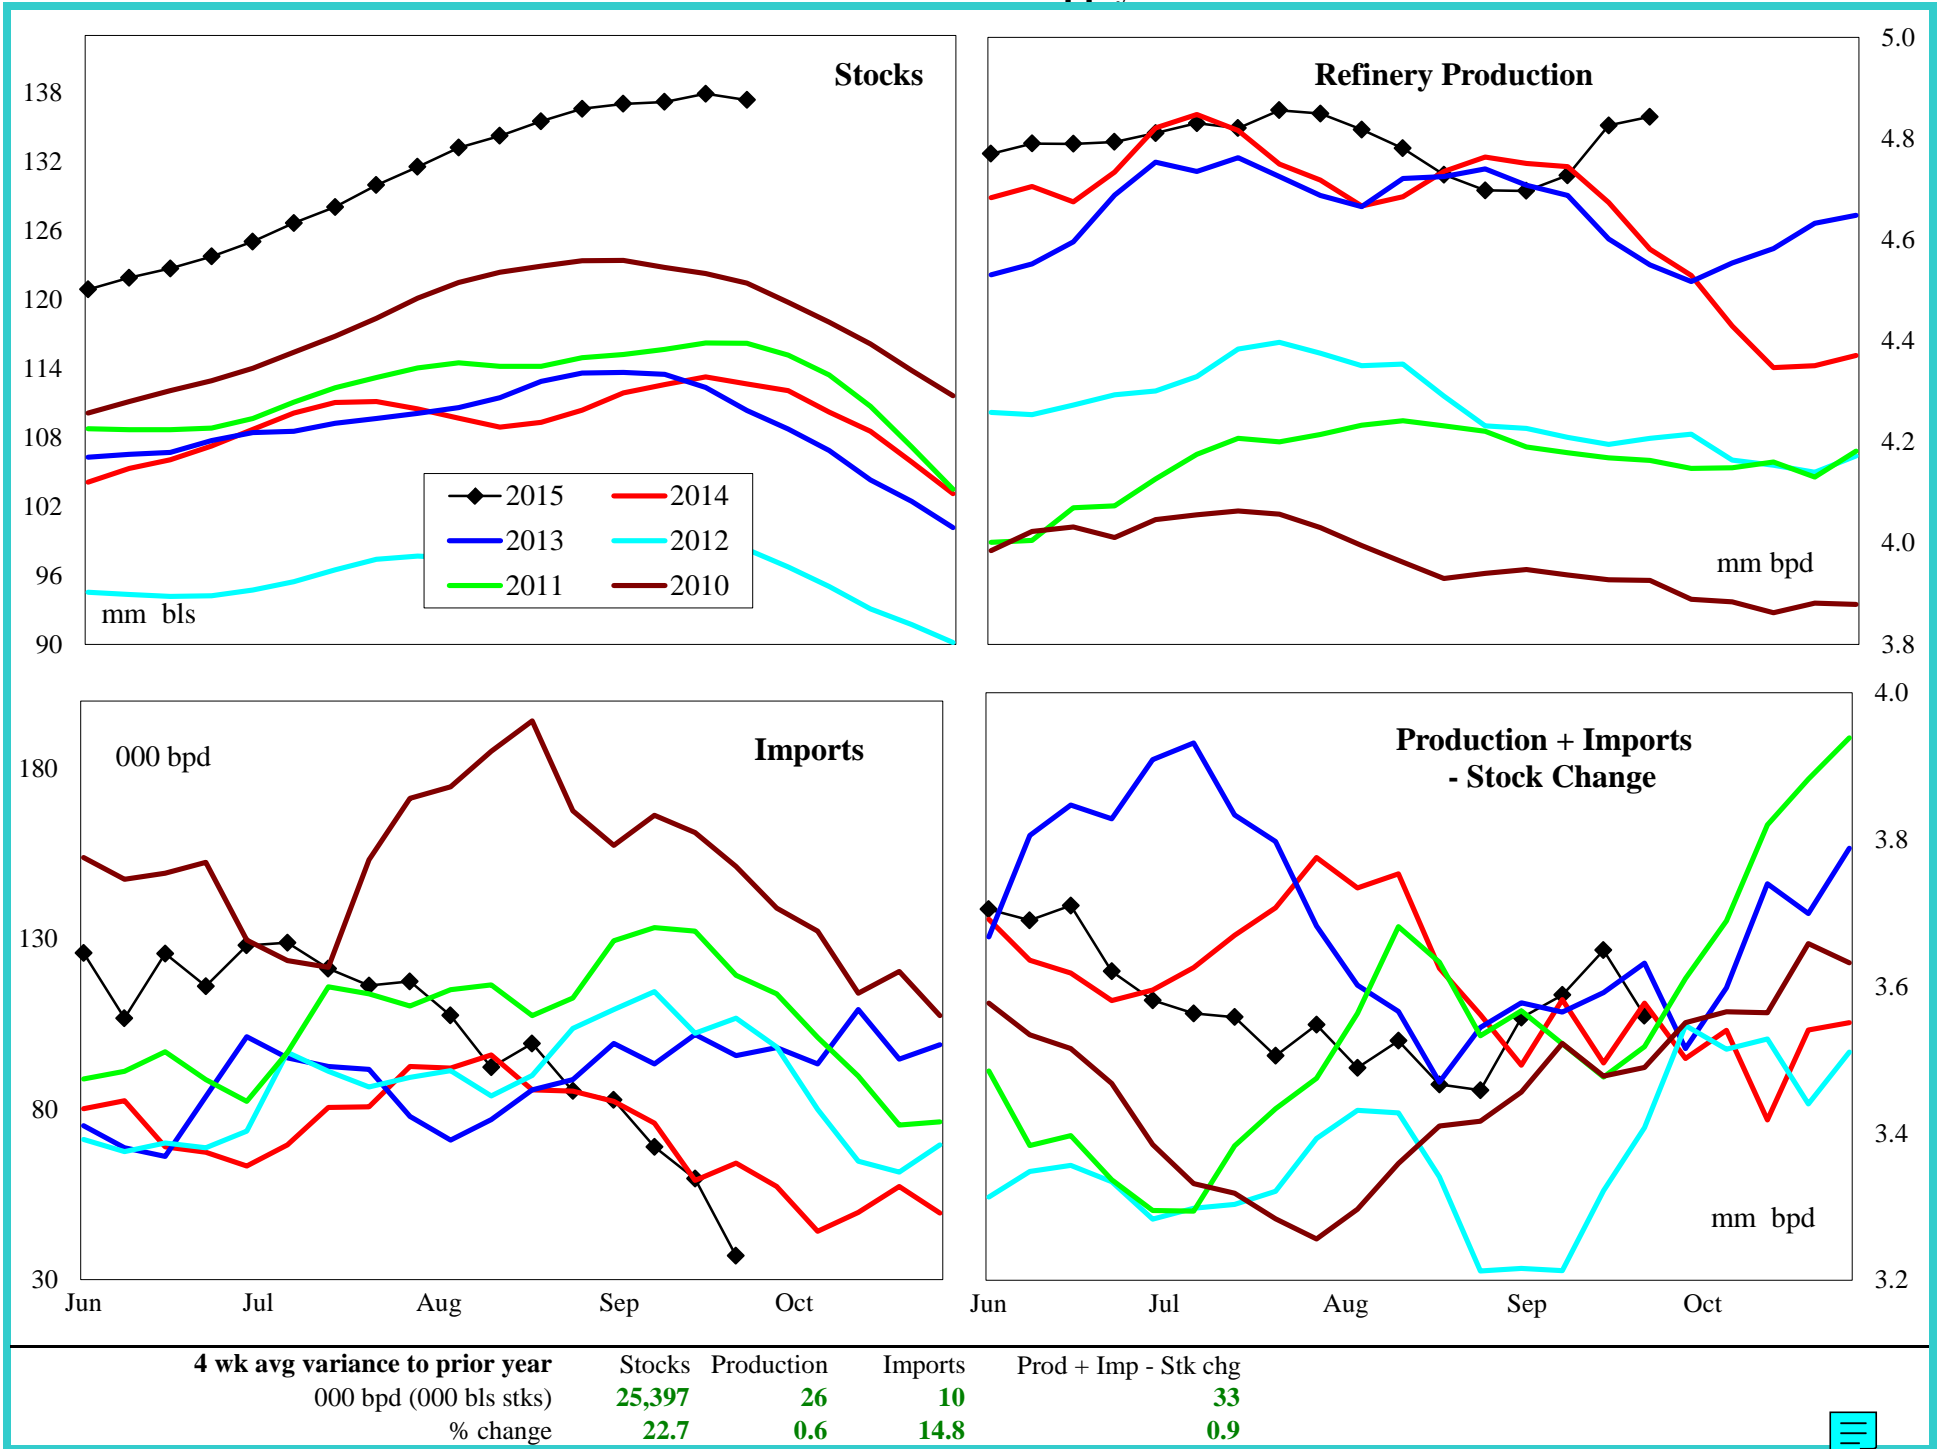 Stocks
138
132
126
120
114
108
102
96
90
mm bls
2015 2014
2013 2012
2011 2010
Refinery Production
5.0
4.8
4.6
4.4
4.2
4.0
3.8
mm bpd
Imports
000 bpd
180
130
80
30
Jun Jul Aug Sep Oct
Production + Imports
- Stock Change
4.0
3.8
3.6
3.4
3.2
mm bpd
Jun Jul Aug Sep Oct
4 wk avg variance to prior year Stocks Production Imports Prod + Imp - Stk chg
000 bpd (000 bls stks) 25,397 26 10 33
% change 22.7 0.6 14.8 0.9